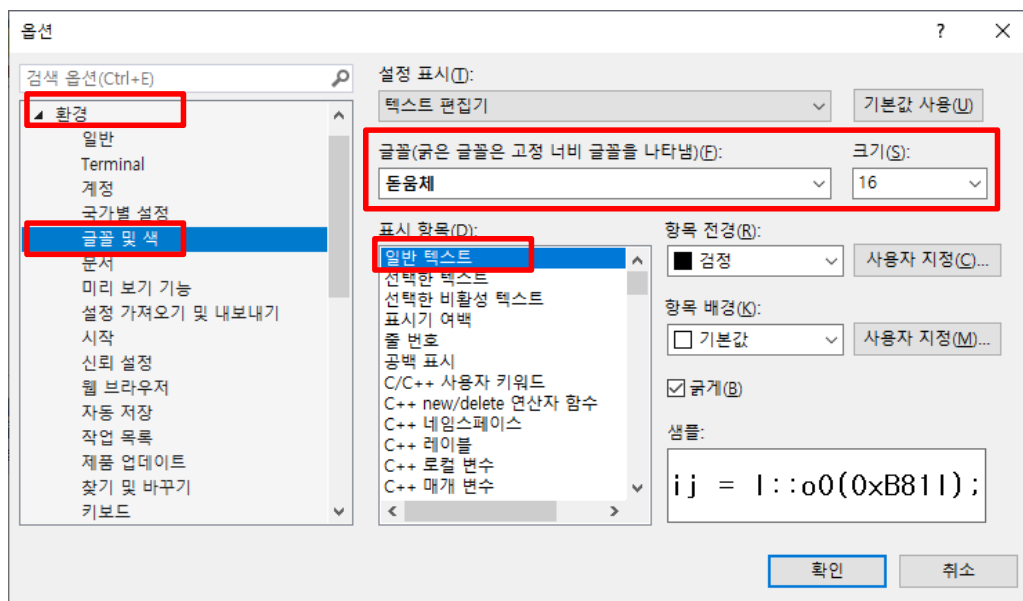 옵션
?
검색 옵션(Ctrl+E)
환경
일반
Terminal
계정
국가별 설정
글꼴 및 색
문서
미리 보기 기능
설정 가져오기 및 내보내기
시작
신뢰 설정
웹 브라우저
자동 저장
작업 목록
제품 업데이트
찾기 및 바꾸기
키보드
설정 표시(T):
텍스트 편집기
기본값 사용(U)
글꼴(굵은 글꼴은 고정 너비 글꼴을 나타냄)(F):
크기(S):
돋움체
16
표시 항목(D):
일반 텍스트
선택한 텍스트
선택한 비활성 텍스트
표시기 여백
줄 번호
공백 표시
C/C++ 사용자 키워드
C++ new/delete 연산자 함수
C++ 네임스페이스
C++ 레이블
C++ 로컬 변수
C++ 매개 변수
항목 전경(R):
검정
사용자 지정(C)...
항목 배경(K):
기본값
사용자 지정(M)...
굵게(B)
샘플:
ij = I::oO(0xB81l);
확인
취소